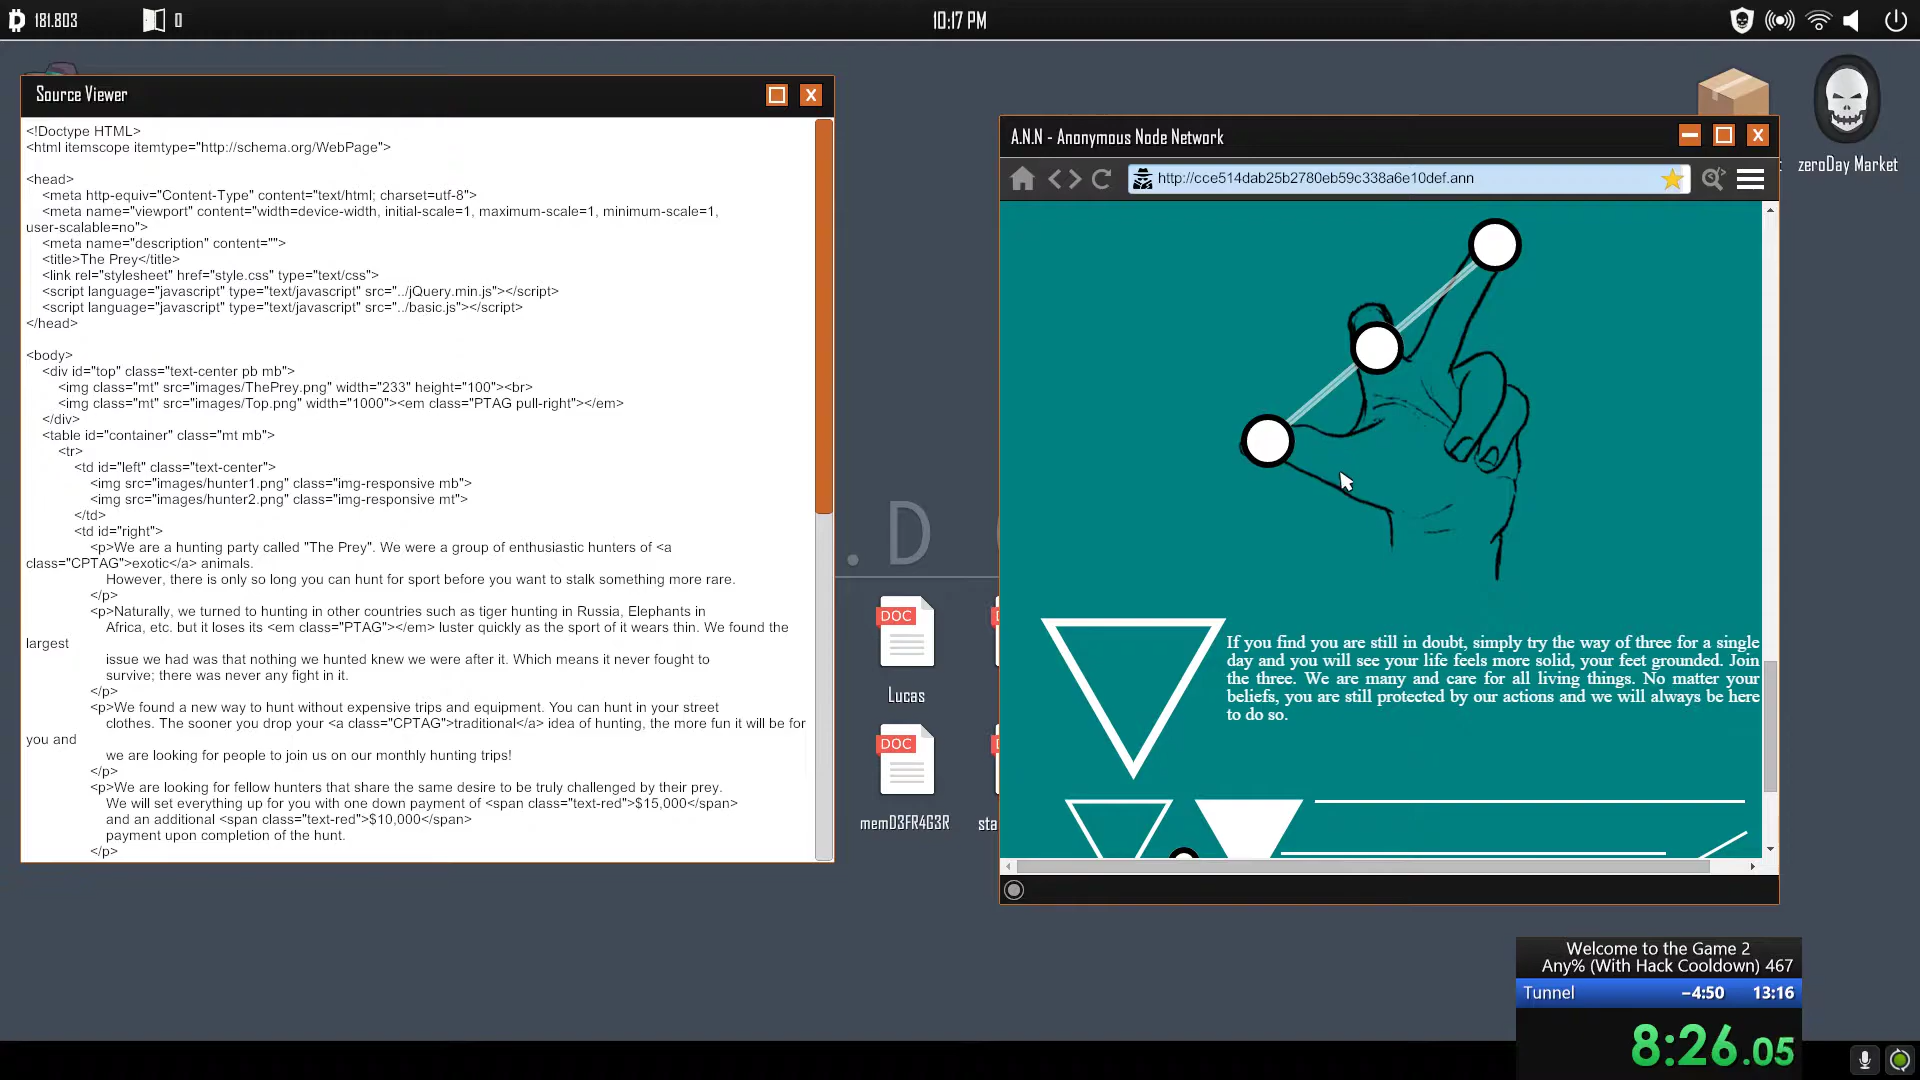 181.803
0
10:17 PM
Source Viewer
<!Doctype HTML>
<html itemscope itemtype="http://schema.org/WebPage">
<head>
<meta http-equiv="Content-Type" content="text/html; charset=utf-8">
<meta name="viewport" content="width=device-width, initial-scale=1, maximum-scale=1, minimum-scale=1,
user-scalable=no">
<meta name="description" content="">
<title>The Prey</title>
<link rel="stylesheet" href="style.css" type="text/css">
<script language="javascript" type="text/javascript" src="../jQuery.min.js"></script>
<script language="javascript" type="text/javascript" src="../basic.js"></script>
</head>
<body>
<div id="top" class="text-center pb mb">
<img class="mt" src="images/ThePrey.png" width="233" height="100"><br>
<img class="mt" src="images/Top.png" width="1000"><em class="PTAG pull-right"></em>
</div>
<table id="container" class="mt mb">
<tr>
<td id="left" class="text-center">
<img src="images/hunter1.png" class="img-responsive mb">
<img src="images/hunter2.png" class="img-responsive mt">
</td>
<td id="right">
<p>We are a hunting party called "The Prey". We were a group of enthusiastic hunters of <a
class="CPTAG">exotic</a> animals.
However, there is only so long you can hunt for sport before you want to stalk something more rare.
</p>
<p>Naturally, we turned to hunting in other countries such as tiger hunting in Russia, Elephants in
Africa, etc. but it loses its <em class="PTAG"></em> luster quickly as the sport of it wears thin. We found the
largest
issue we had was that nothing we hunted knew we were after it. Which means it never fought to
survive; there was never any fight in it.
</p>
<p>We found a new way to hunt without expensive trips and equipment. You can hunt in your street
clothes. The sooner you drop your <a class="CPTAG">traditional</a> idea of hunting, the more fun it will be for
you and
we are looking for people to join us on our monthly hunting trips!
</p>
<p>We are looking for fellow hunters that share the same desire to be truly challenged by their prey.
We will set everything up for you with one down payment of <span class="text-red">$15,000</span>
and an additional <span class="text-red">$10,000</span>
payment upon completion of the hunt.
</p>
. D
DOC
Lucas
DOC
memD3FR4G3R
sta
zeroDay Market
A.N.N - Anonymous Node Network
http://cce514dab25b2780eb59c338a6e10def.ann
If you find you are still in doubt, simply try the way of three for a single
day and you will see your life feels more solid, your feet grounded. Join
the three. We are many and care for all living things. No matter your
beliefs, you are still protected by our actions and we will always be here
to do so.
Welcome to the Game 2
Any% (With Hack Cooldown) 467
Tunnel −4:50 13:16
8:26.05